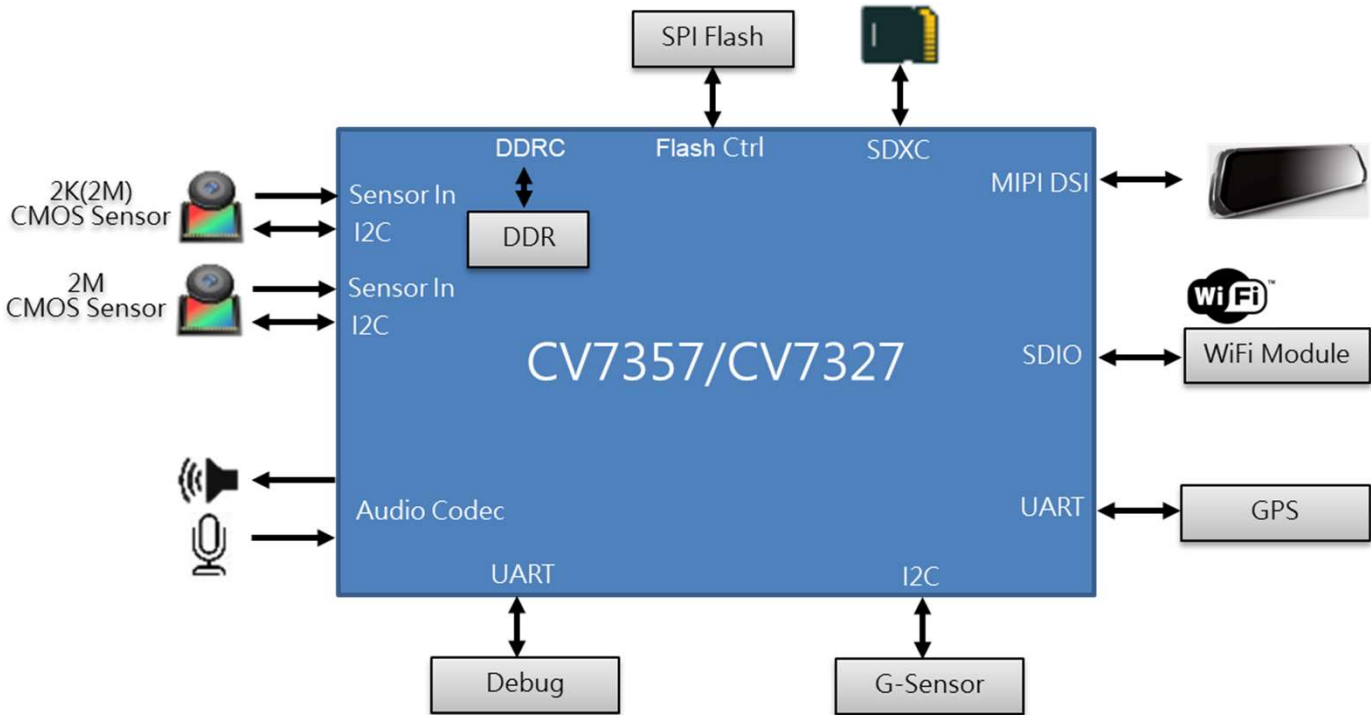 SPI Flash
DDRC
Flash Ctrl
SDXC
MIPI DSI
2K(2M)
CMOS Sensor
Sensor In
I2C
DDR
2M
CMOS Sensor
Sensor In
I2C
WiFi™
CV7357/CV7327
SDIO
WiFi Module
Audio Codec
UART
GPS
UART
I2C
Debug
G-Sensor